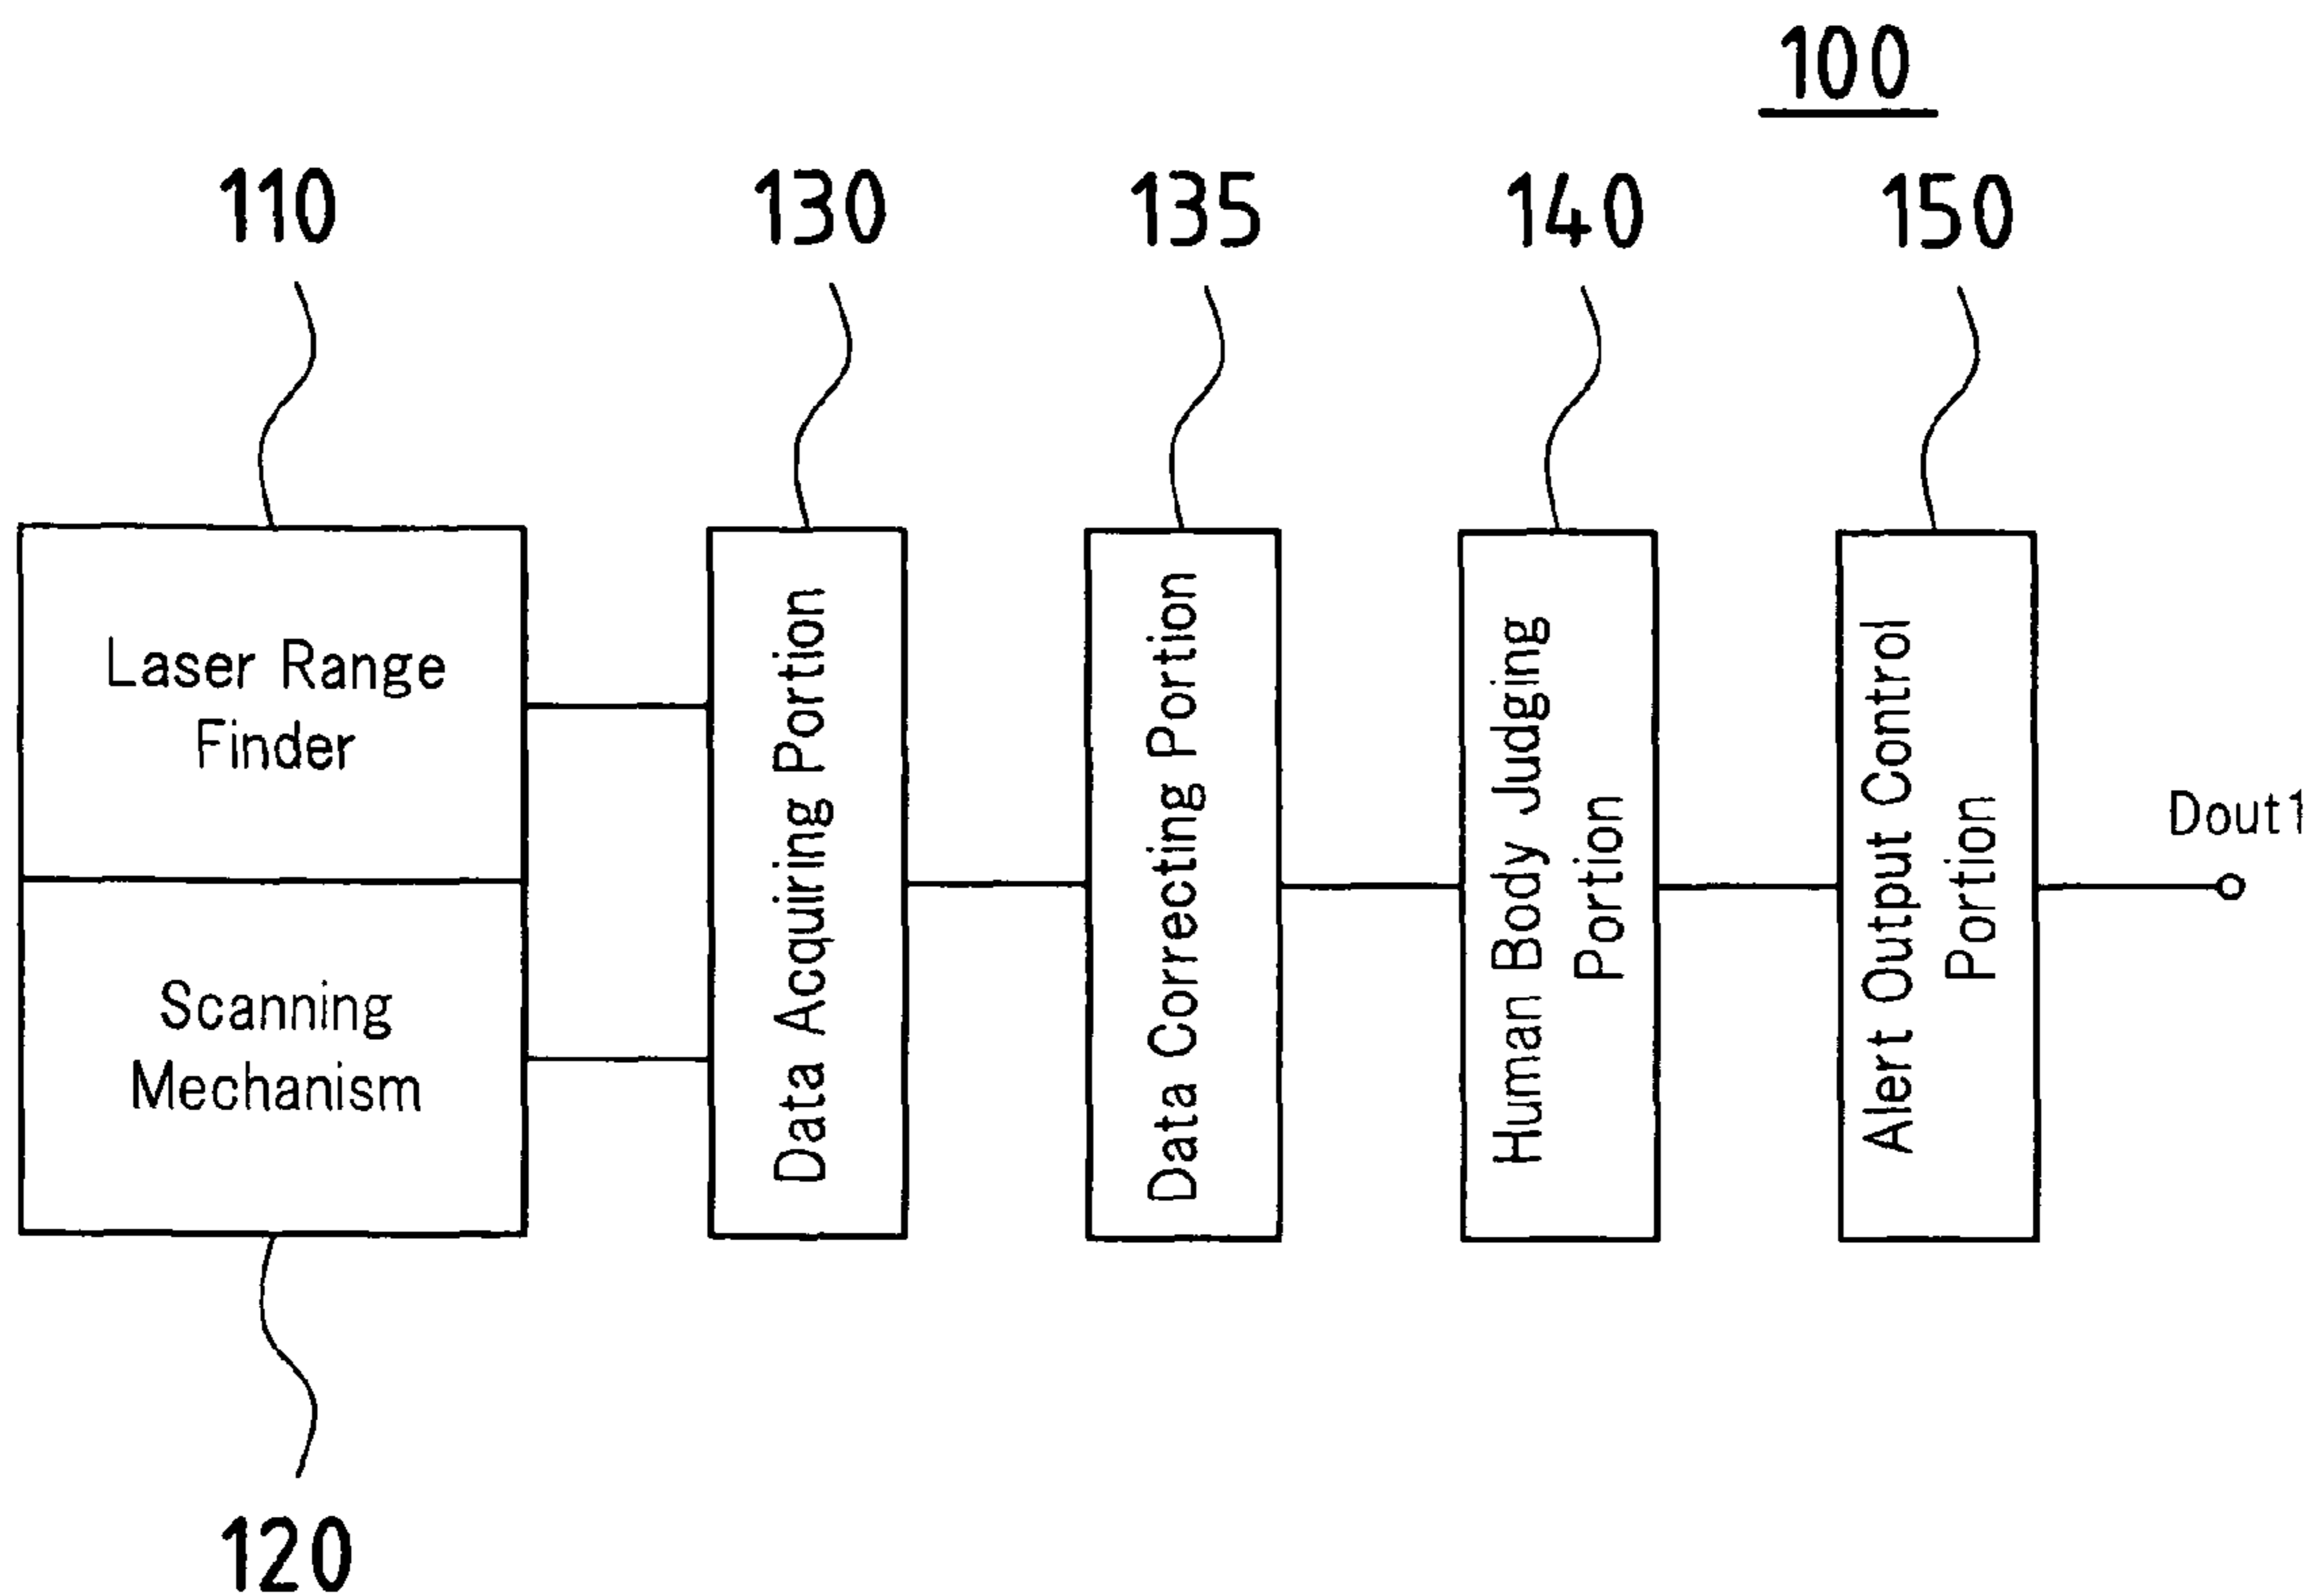 100
110
130
135
140
150
Laser Range
Finder
Scanning
Mechanism
Data Acquiring Portion
Data Correcting Portion
Human Body Judging
Portion
Alert Output Control
Portion
Dout1
120